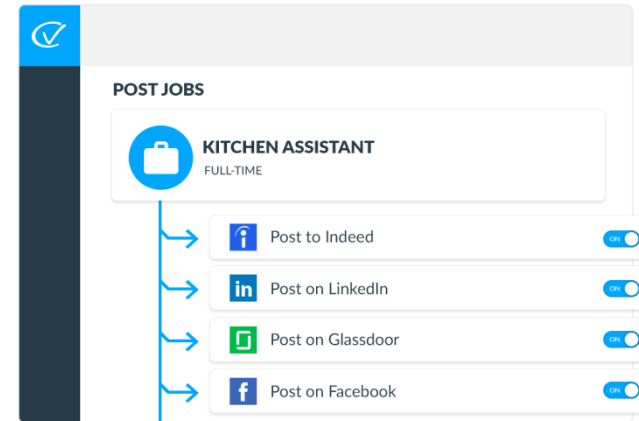 POST JOBS
KITCHEN ASSISTANT
FULL-TIME
Post to Indeed
ON
in
Post on LinkedIn
ON
Post on Glassdoor
ON
f
Post on Facebook
ON